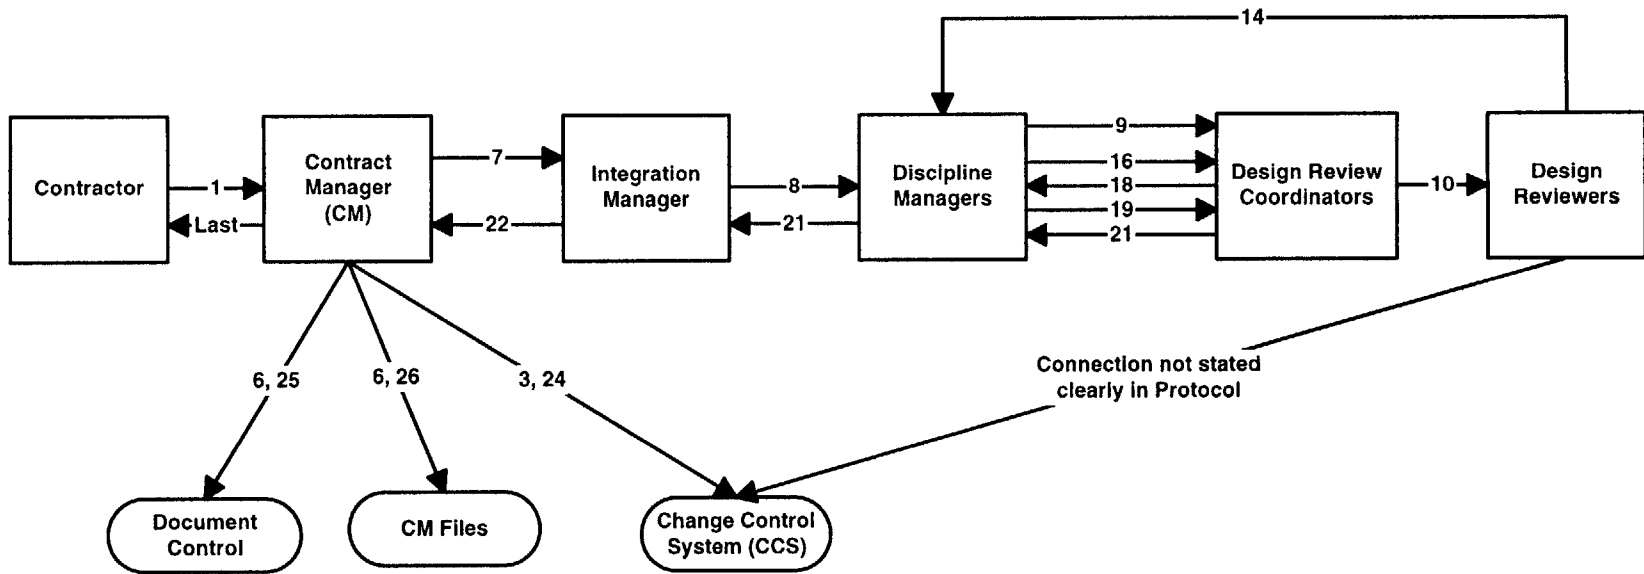 14
Contractor
1
Last
Contract
Manager
(CM)
7
22
Integration
Manager
8
21
Discipline
Managers
9
16
18
19
21
Design Review
Coordinators
10
Design
Reviewers
6, 25
6, 26
3, 24
Connection not stated
clearly in Protocol
Document
Control
CM Files
Change Control
System (CCS)